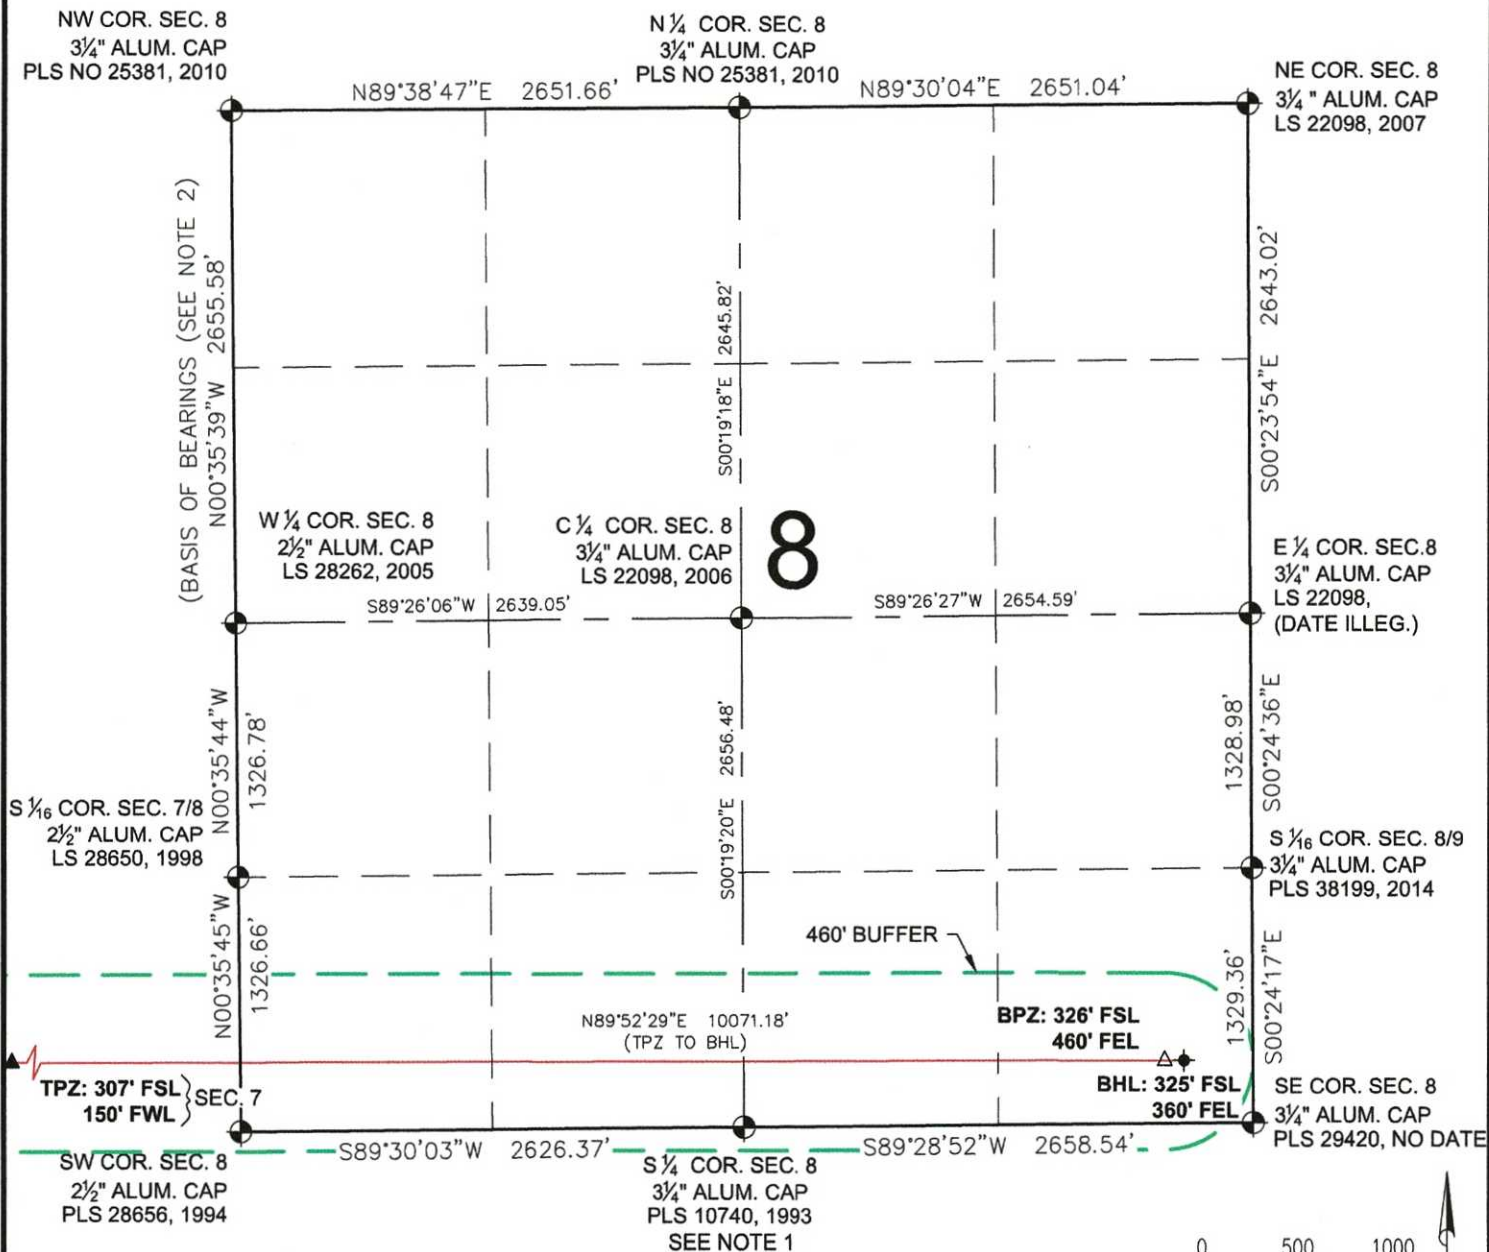 NW COR. SEC. 8
3¼" ALUM. CAP
PLS NO 25381, 2010
N ¼ COR. SEC. 8
3¼" ALUM. CAP
PLS NO 25381, 2010
NE COR. SEC. 8
3¼ " ALUM. CAP
LS 22098, 2007
N89°38'47"E 2651.66'
N89°30'04"E 2651.04'
(BASIS OF BEARINGS (SEE NOTE 2)
N00°35'39"W 2655.58'
S00°19'18"E 2645.82'
S00°23'54"E 2643.02'
W ¼ COR. SEC. 8
2½" ALUM. CAP
LS 28262, 2005
C ¼ COR. SEC. 8
3¼" ALUM. CAP
LS 22098, 2006
8
E ¼ COR. SEC.8
3¼" ALUM. CAP
LS 22098,
(DATE ILLEG.)
S89°26'06"W 2639.05'
S89°26'27"W 2654.59'
N00°35'44"W
1326.78'
S00°19'20"E 2656.48'
1328.98'
S00°24'36"E
S 1/16 COR. SEC. 7/8
2½" ALUM. CAP
LS 28650, 1998
S 1/16 COR. SEC. 8/9
3¼" ALUM. CAP
PLS 38199, 2014
N00°35'45"W
1326.66'
460' BUFFER
1329.36'
S00°24'17"E
N89°52'29"E 10071.18'
(TPZ TO BHL)
BPZ: 326' FSL
460' FEL
TPZ: 307' FSL
150' FWL
SEC. 7
BHL: 325' FSL
360' FEL
SE COR. SEC. 8
3¼" ALUM. CAP
PLS 29420, NO DATE
S89°30'03"W 2626.37'
S89°28'52"W 2658.54'
SW COR. SEC. 8
2½" ALUM. CAP
PLS 28656, 1994
S ¼ COR. SEC. 8
3¼" ALUM. CAP
PLS 10740, 1993
SEE NOTE 1
0 500 1000